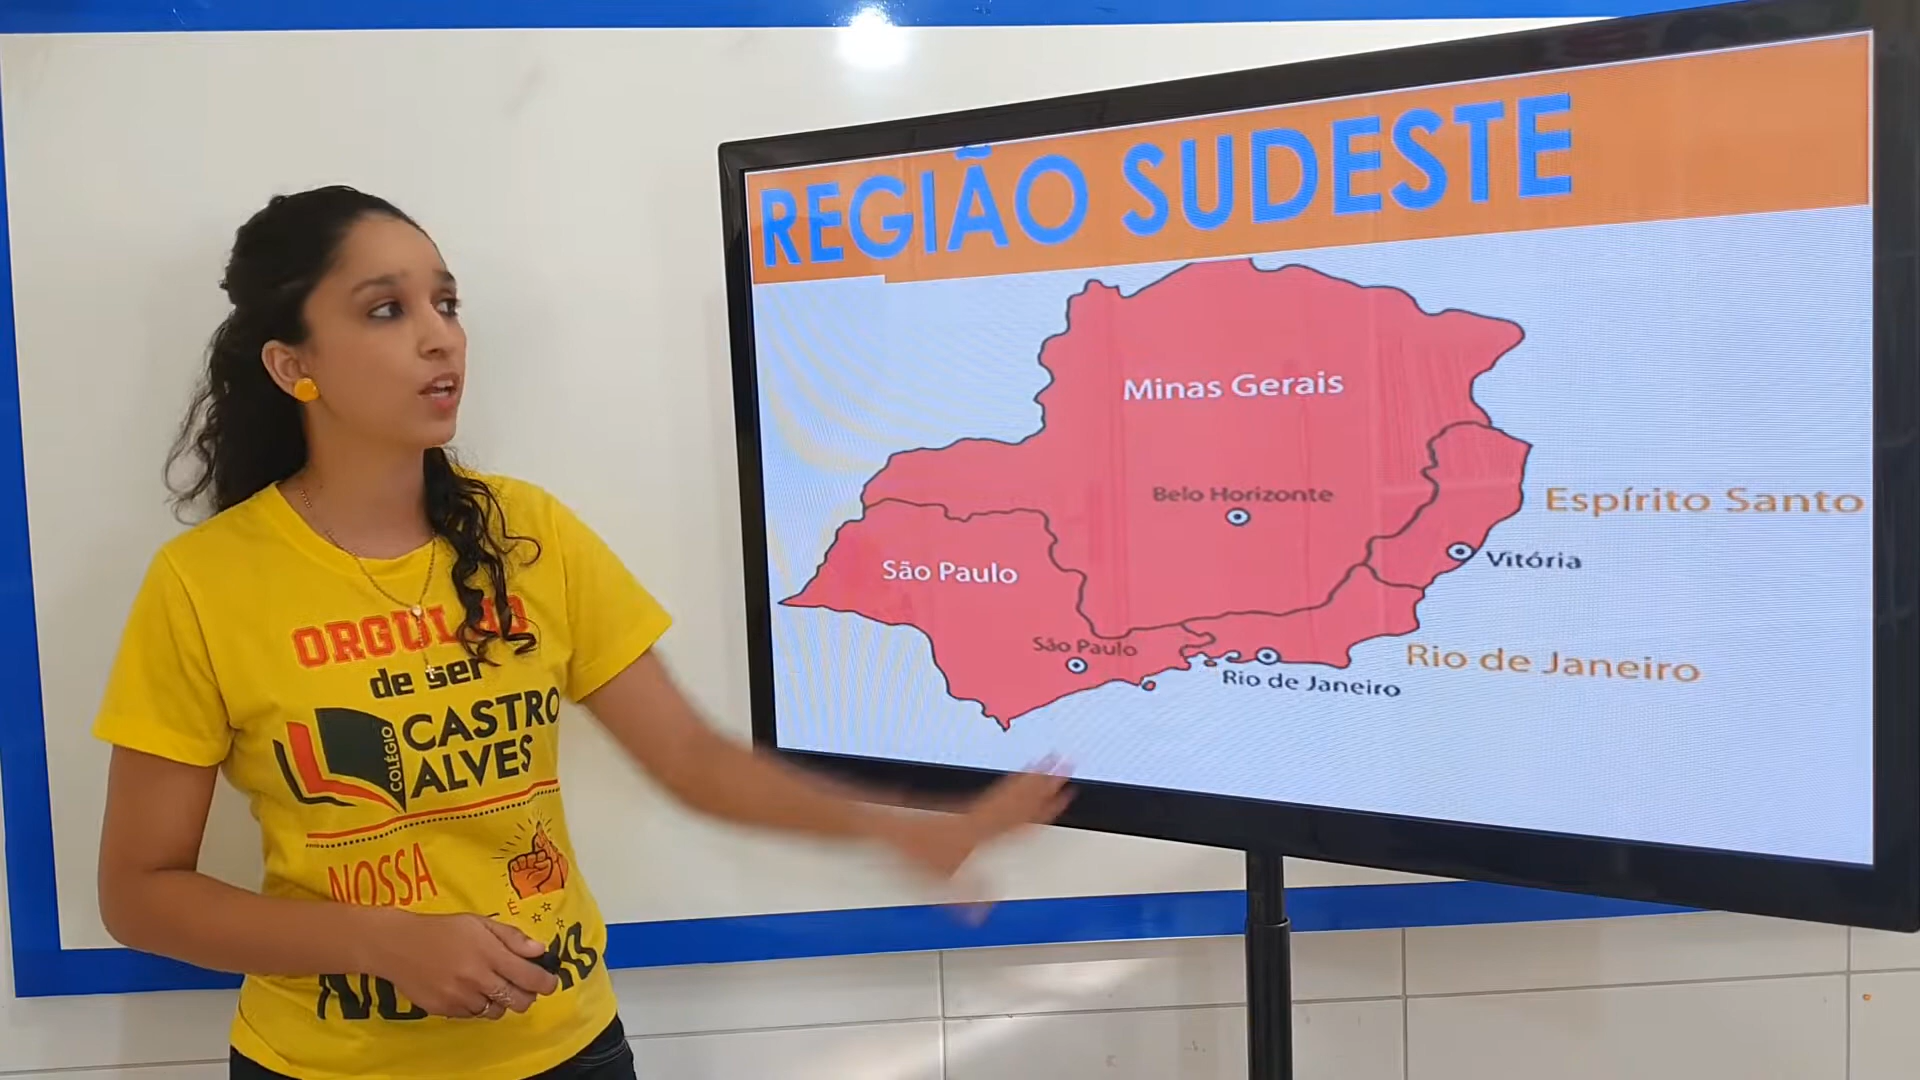 REGIÃO SUDESTE
Minas Gerais
Belo Horizonte
Espírito Santo
Vitória
São Paulo
São Paulo
Rio de Janeiro
Rio de Janeiro
ORGULHO
de ser
COLÉGIO
CASTRO
ALVES
NOSSA
É